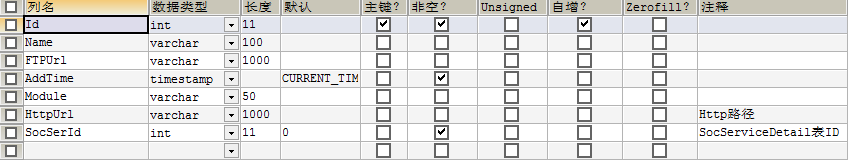 列名 数据类型 长度 默认 主键? 非空? Unsigned 自增? Zerofill? 注释
Id int 11
Name varchar 100
FTPUrl varchar 1000
AddTime timestamp CURRENT_TIM
Module varchar 50
HttpUrl varchar 1000 Http路径
SocSerId int 11 0 SocServiceDetail表ID